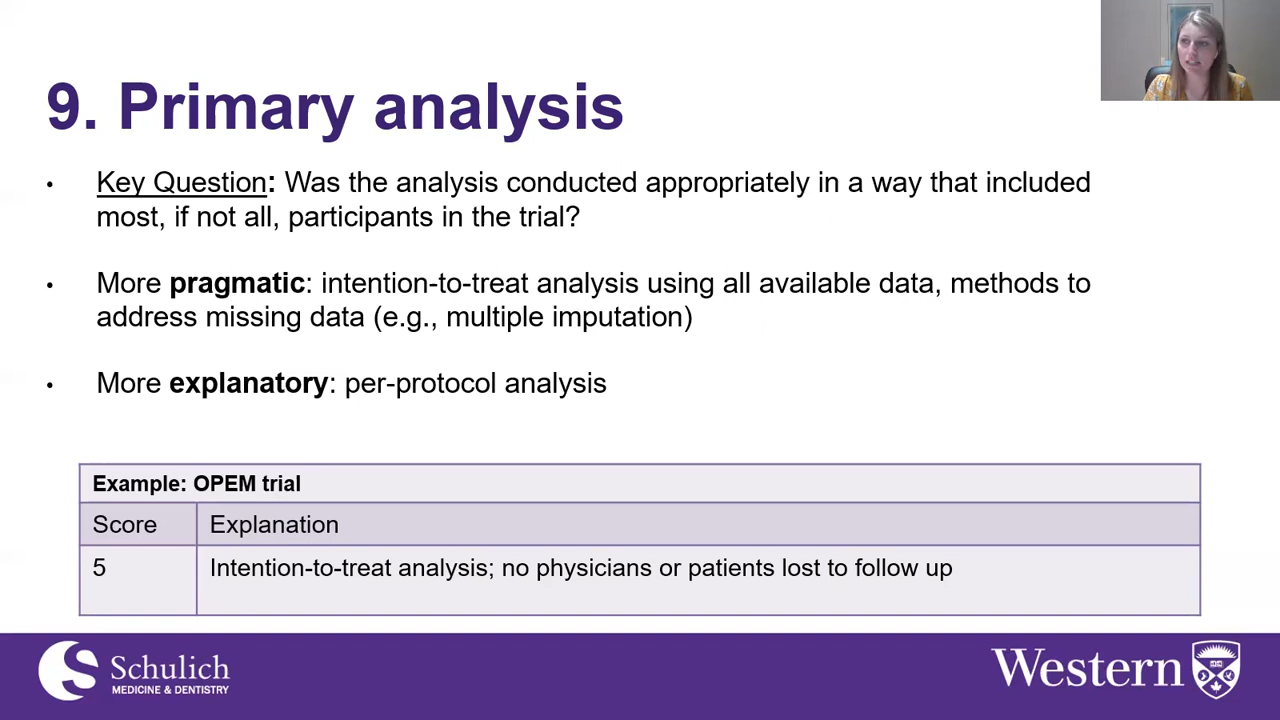 9. Primary analysis
• Key Question: Was the analysis conducted appropriately in a way that included
most, if not all, participants in the trial?
• More pragmatic: intention-to-treat analysis using all available data, methods to
address missing data (e.g., multiple imputation)
• More explanatory: per-protocol analysis
Example: OPEM trial
Score Explanation
5 Intention-to-treat analysis; no physicians or patients lost to follow up
Schulich
MEDICINE & DENTISTRY
Western